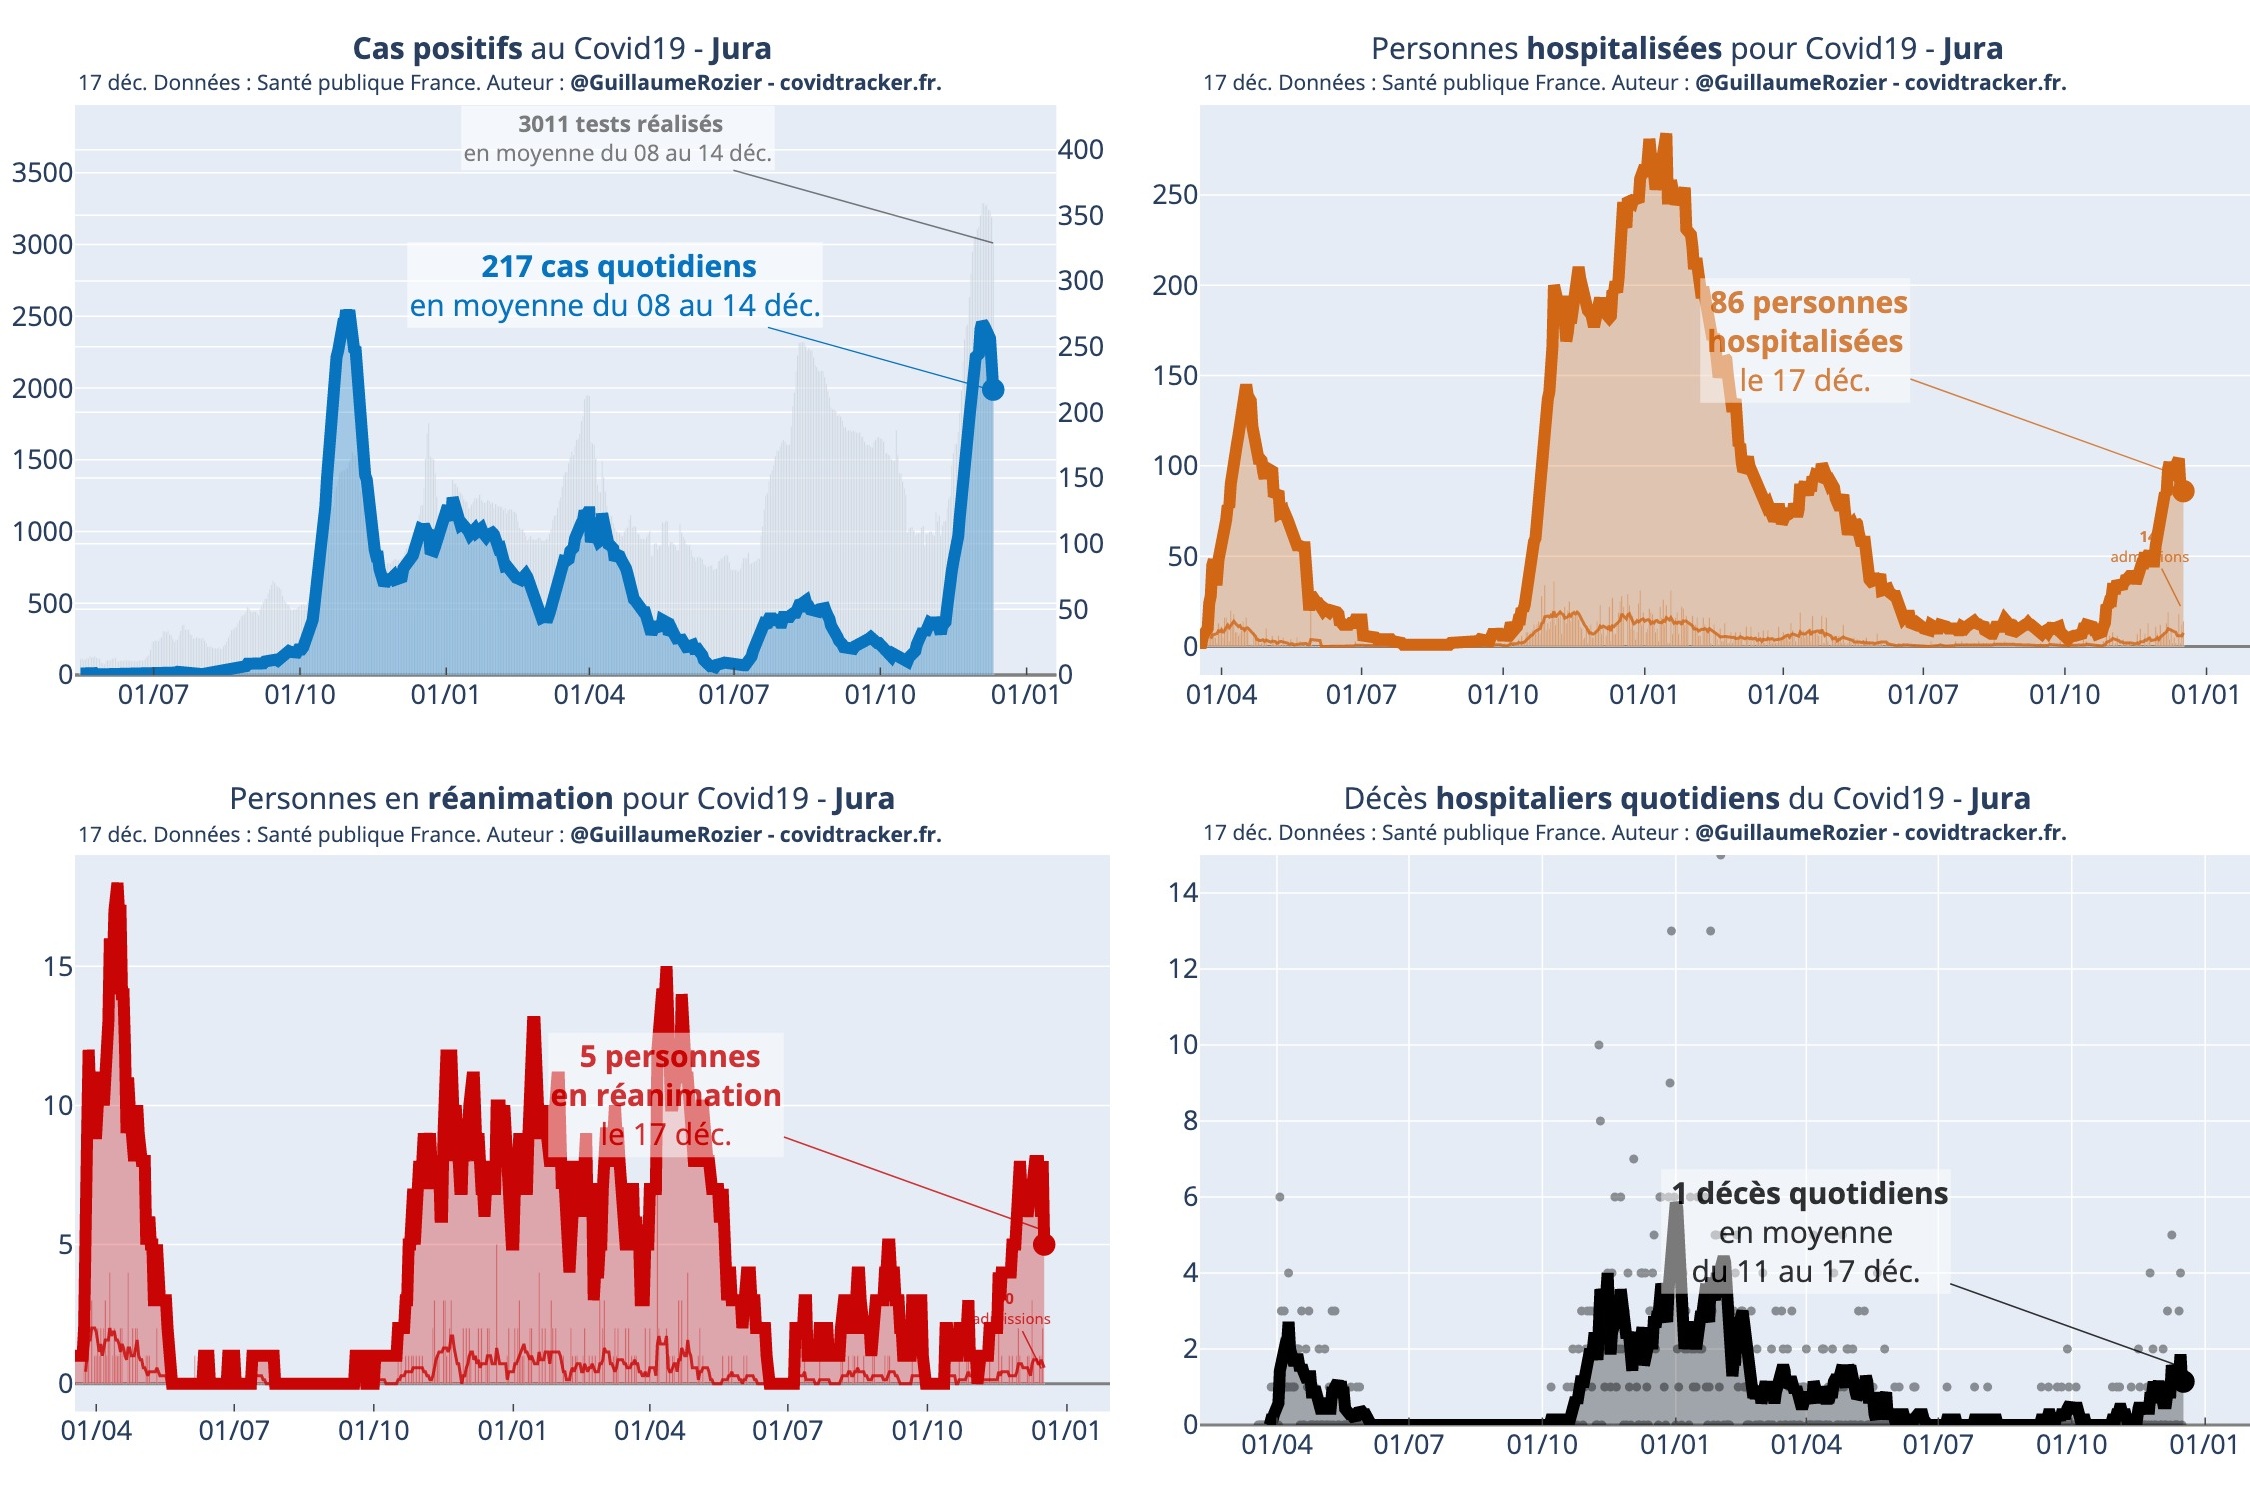 Cas positifs au Covid19 - Jura
17 déc. Données : Santé publique France. Auteur : @GuillaumeRozier - covidtracker.fr.
3011 tests réalisés
en moyenne du 08 au 14 déc.
217 cas quotidiens
en moyenne du 08 au 14 déc.
3500
3000
2500
2000
1500
1000
500
0
400
350
300
250
200
150
100
50
0
01/07 01/10 01/01 01/04 01/07 01/10 01/01
Personnes hospitalisées pour Covid19 - Jura
17 déc. Données : Santé publique France. Auteur : @GuillaumeRozier - covidtracker.fr.
86 personnes
hospitalisées
le 17 déc.
admissions
250
200
150
100
50
0
01/04 01/07 01/10 01/01 01/04 01/07 01/10 01/01
Personnes en réanimation pour Covid19 - Jura
17 déc. Données : Santé publique France. Auteur : @GuillaumeRozier - covidtracker.fr.
5 personnes
en réanimation
le 17 déc.
admissions
15
10
5
0
01/04 01/07 01/10 01/01 01/04 01/07 01/10 01/01
Décès hospitaliers quotidiens du Covid19 - Jura
17 déc. Données : Santé publique France. Auteur : @GuillaumeRozier - covidtracker.fr.
1 décès quotidiens
en moyenne
du 11 au 17 déc.
14
12
10
8
6
4
2
0
01/04 01/07 01/10 01/01 01/04 01/07 01/10 01/01